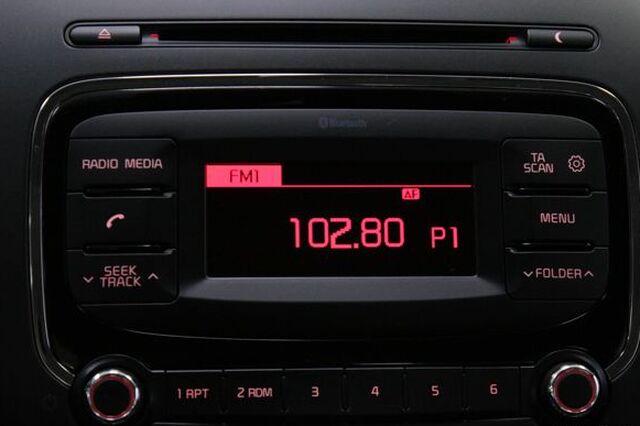 Bluetooth
RADIO MEDIA
FM1
TA
SCAN
AF
MENU
102.80 P1
SEEK
TRACK
FOLDER
1 RPT
2 RDM
3
4
5
6